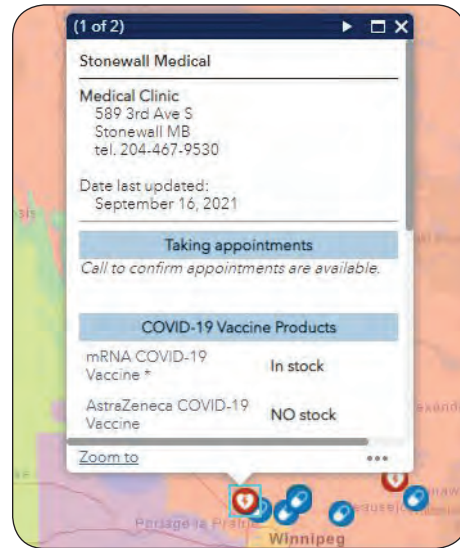 (1 of 2)
Stonewall Medical
Medical Clinic
589 3rd Ave S
Stonewall MB
tel. 204-467-9530
Date last updated:
September 16, 2021
Taking appointments
Call to confirm appointments are available.
COVID-19 Vaccine Products
mRNA COVID-19
Vaccine * In stock
AstraZeneca COVID-19
Vaccine NO stock
Zoom to
Portage la Prairie
Winnipeg